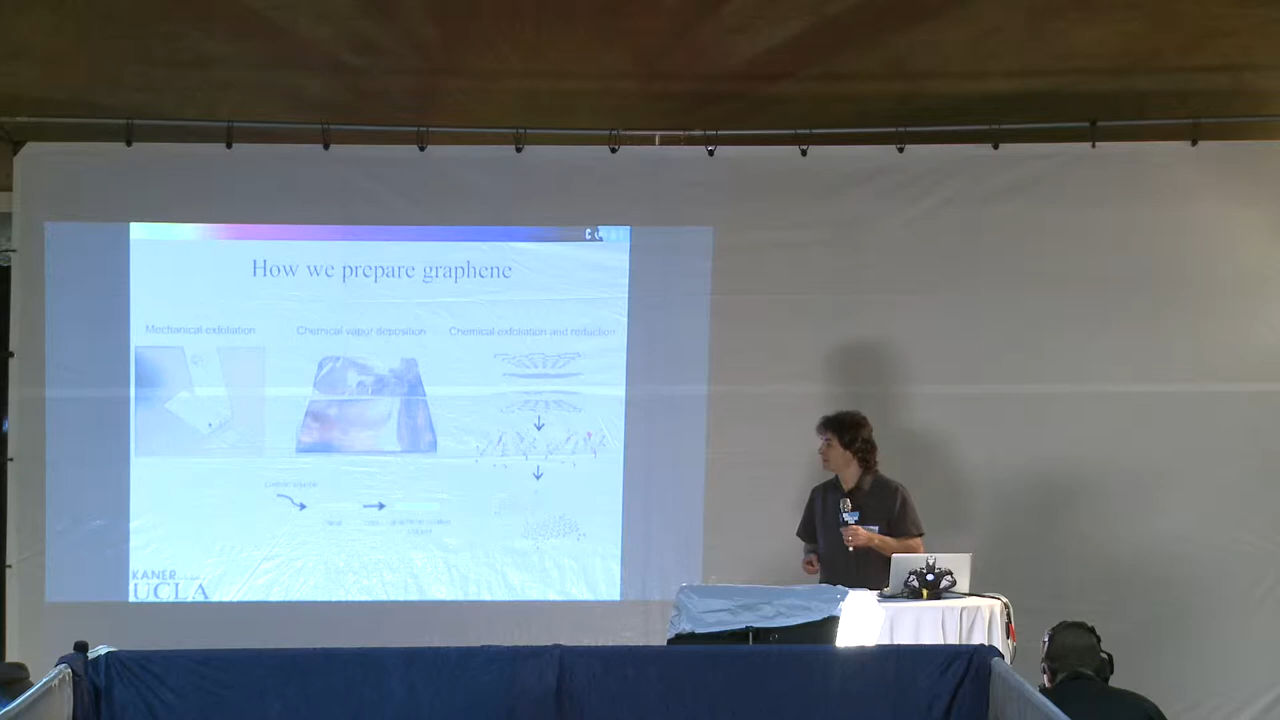 How we prepare graphene
Mechanical exfoliation
Chemical vapor deposition
Chemical exfoliation and reduction
KANER
UCLA